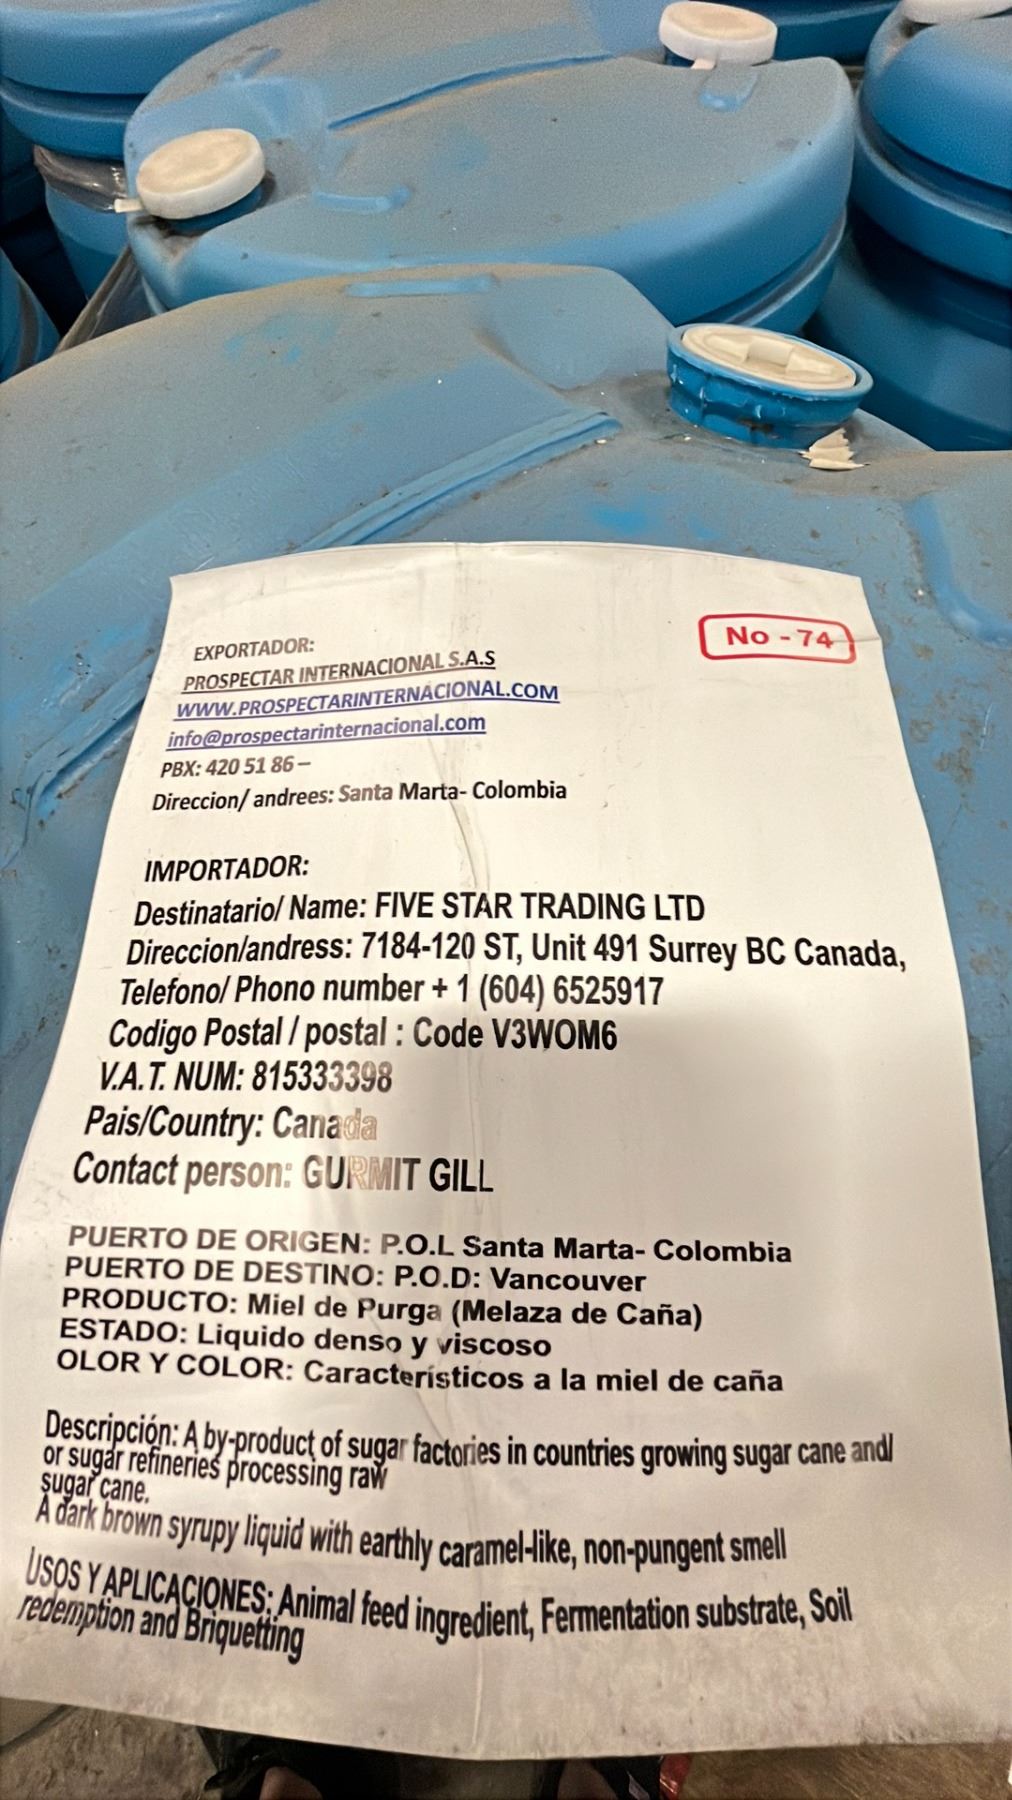 No - 74
EXPORTADOR:
PROSPECTAR INTERNACIONAL S.A.S
WWW.PROSPECTARINTERNACIONAL.COM
info@prospectarinternacional.com
PBX: 420 51 86 –
Direccion/ andrees: Santa Marta- Colombia
IMPORTADOR:
Destinatario/ Name: FIVE STAR TRADING LTD
Direccion/andress: 7184-120 ST, Unit 491 Surrey BC Canada,
Telefono/ Phono number + 1 (604) 6525917
Codigo Postal / postal : Code V3WOM6
V.A.T. NUM: 815333398
Pais/Country: Canada
Contact person: GURMIT GILL
PUERTO DE ORIGEN: P.O.L Santa Marta- Colombia
PUERTO DE DESTINO: P.O.D: Vancouver
PRODUCTO: Miel de Purga (Melaza de Caña)
ESTADO: Liquido denso y viscoso
OLOR Y COLOR: Característicos a la miel de caña
Descripción: A by-product of sugar factories in countries growing sugar cane and/
or sugar refineries processing raw
sugar cane.
A dark brown syrupy liquid with earthly caramel-like, non-pungent smell
USOS Y APLICACIONES: Animal feed ingredient, Fermentation substrate, Soil
redemption and Briquetting